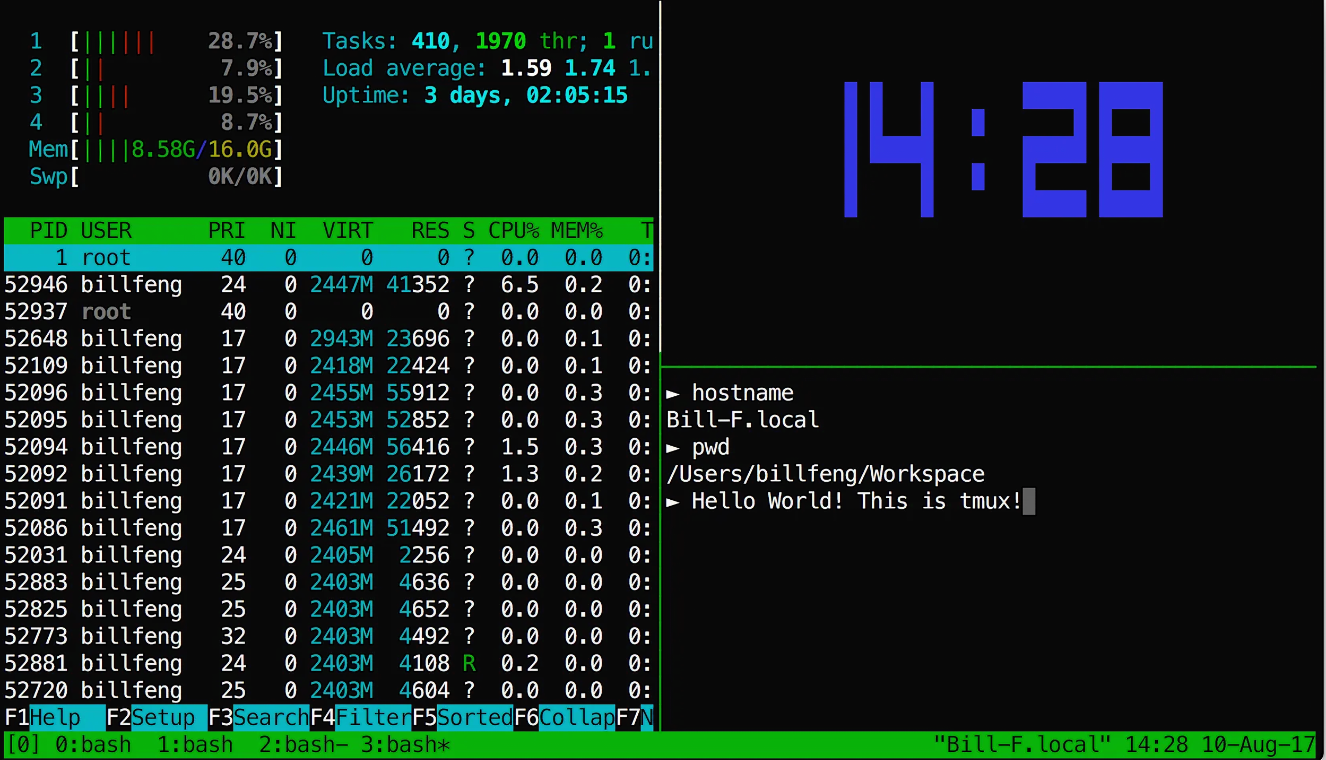 1 [|||||| 28.7%] Tasks: 410, 1970 thr; 1 ru
2 [|| 7.9%] Load average: 1.59 1.74 1.
3 [|||| 19.5%] Uptime: 3 days, 02:05:15
4 [|| 8.7%]
Mem[||||8.58G/16.0G]
Swp[ 0K/0K]
PID USER PRI NI VIRT RES S CPU% MEM% T
1 root 40 0 0 0 ? 0.0 0.0 0:
52946 billfeng 24 0 2447M 41352 ? 6.5 0.2 0:
52937 root 40 0 0 0 ? 0.0 0.0 0:
52648 billfeng 17 0 2943M 23696 ? 0.0 0.1 0:
52109 billfeng 17 0 2418M 22424 ? 0.0 0.1 0:
52096 billfeng 17 0 2455M 55912 ? 0.0 0.3 0:
52095 billfeng 17 0 2453M 52852 ? 0.0 0.3 0:
52094 billfeng 17 0 2446M 56416 ? 1.5 0.3 0:
52092 billfeng 17 0 2439M 26172 ? 1.3 0.2 0:
52091 billfeng 17 0 2421M 22052 ? 0.0 0.1 0:
52086 billfeng 17 0 2461M 51492 ? 0.0 0.3 0:
52031 billfeng 24 0 2405M 2256 ? 0.0 0.0 0:
52883 billfeng 25 0 2403M 4636 ? 0.0 0.0 0:
52825 billfeng 25 0 2403M 4652 ? 0.0 0.0 0:
52773 billfeng 32 0 2403M 4492 ? 0.0 0.0 0:
52881 billfeng 24 0 2403M 4108 R 0.2 0.0 0:
52720 billfeng 25 0 2403M 4604 ? 0.0 0.0 0:
F1Help F2Setup F3SearchF4FilterF5SortedF6CollapF7N
14:28
► hostname
Bill-F.local
► pwd
/Users/billfeng/Workspace
► Hello World! This is tmux!
[0] 0:bash 1:bash 2:bash- 3:bash* "Bill-F.local" 14:28 10-Aug-17